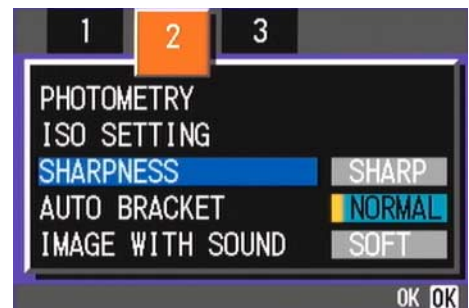 1 2 3
PHOTOMETRY
ISO SETTING
SHARPNESS SHARP
AUTO BRACKET NORMAL
IMAGE WITH SOUND SOFT
OK OK